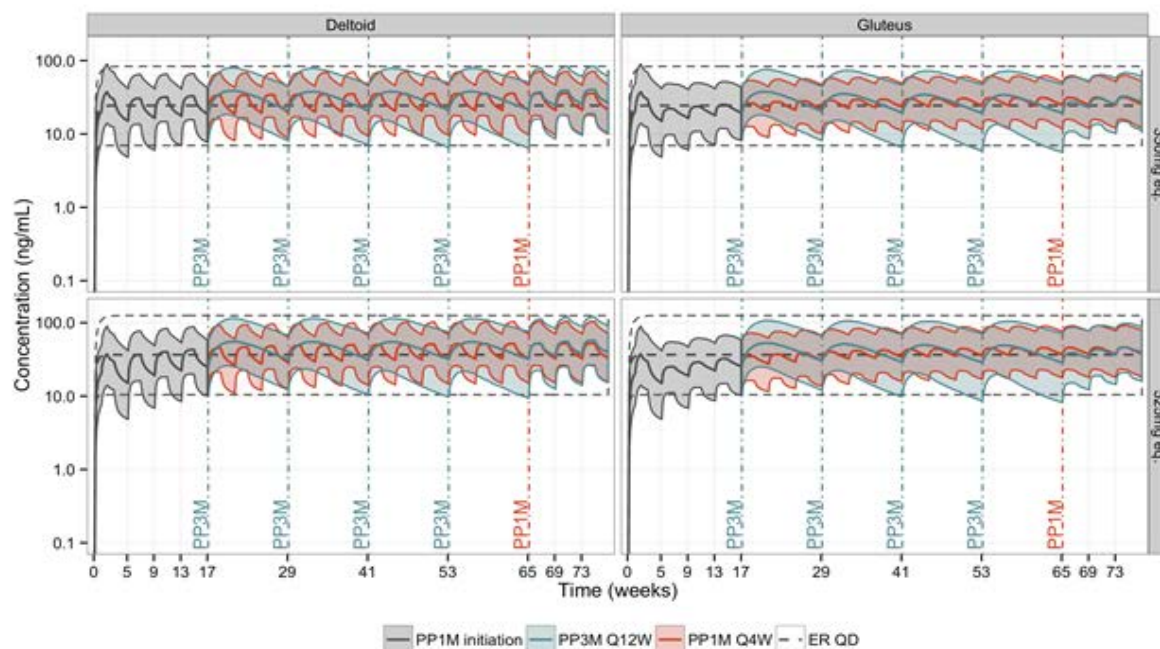 Deltoid Gluteus
100.0
10.0
1.0
0.1
PP3M PP3M PP3M PP3M PP1M PP3M PP3M PP3M PP3M PP1M
100.0
10.0
1.0
0.1
PP3M PP3M PP3M PP3M PP1M PP3M PP3M PP3M PP3M PP1M
Concentration (ng/mL)
0 5 9 13 17 29 41 53 65 69 73 0 5 9 13 17 29 41 53 65 69 73
Time (weeks)
PP1M initiation PP3M Q12W PP1M Q4W ER QD